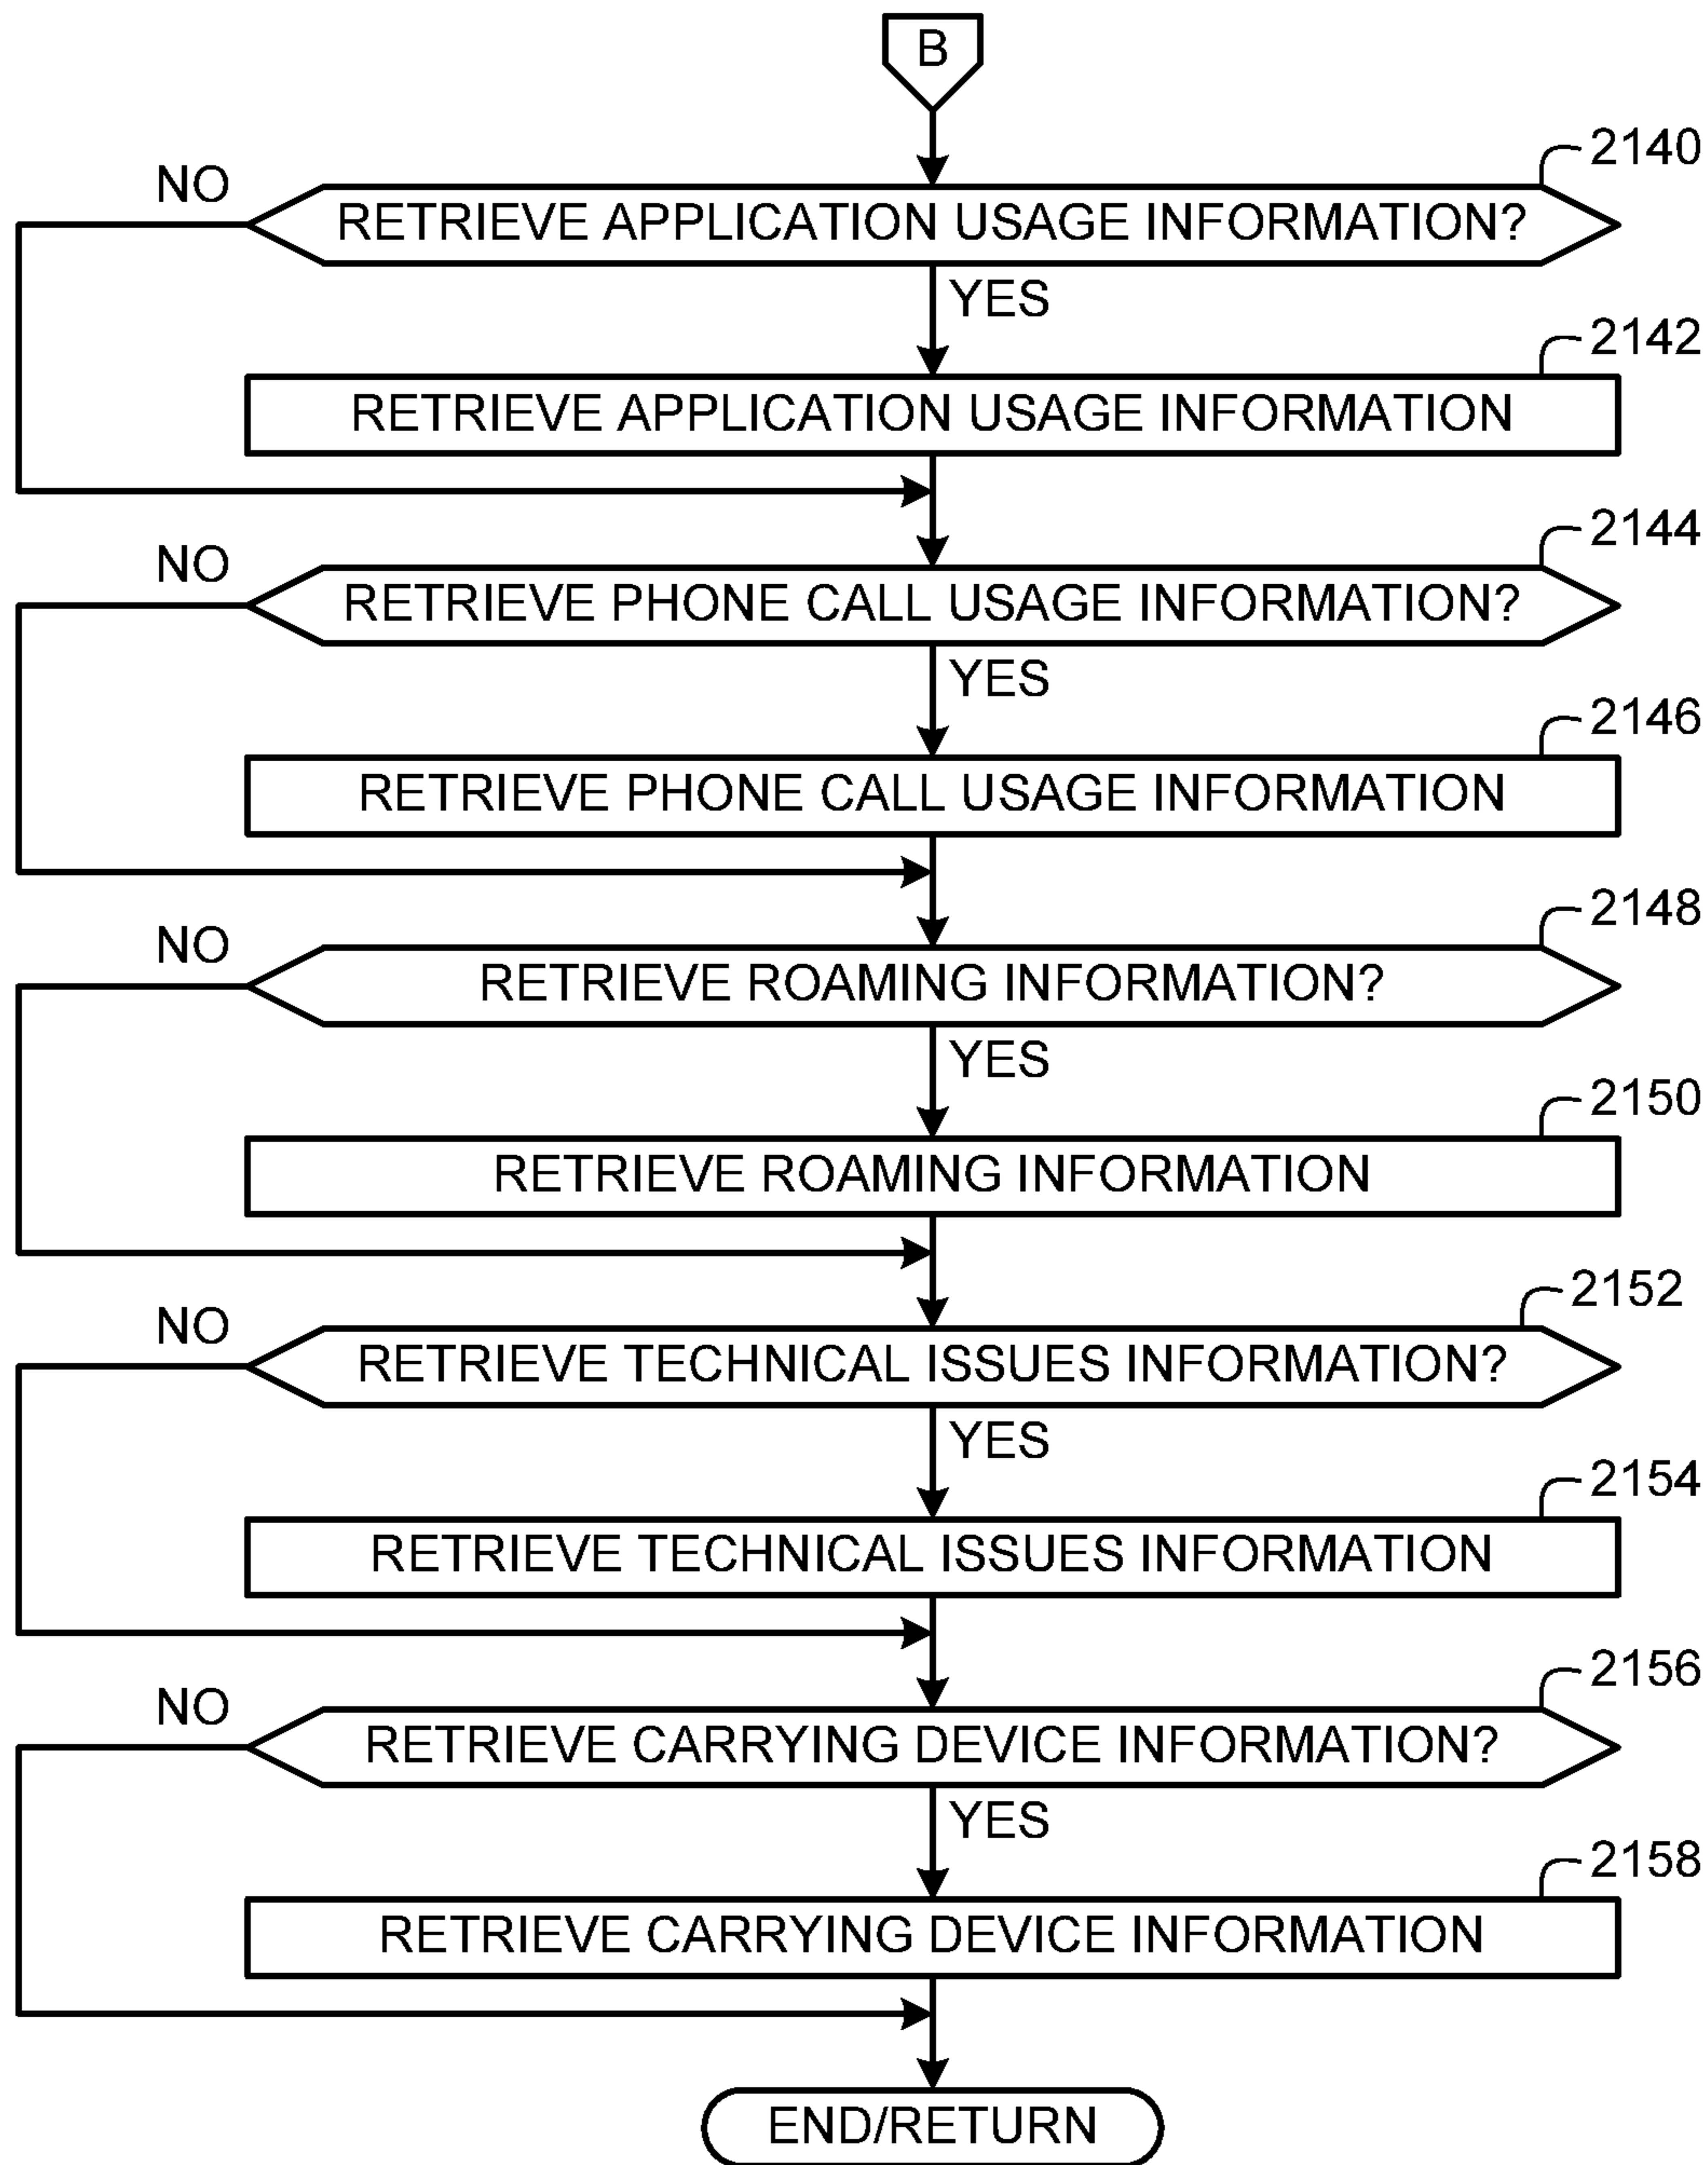 B
2140
NO
RETRIEVE APPLICATION USAGE INFORMATION?
YES
2142
RETRIEVE APPLICATION USAGE INFORMATION
2144
NO
RETRIEVE PHONE CALL USAGE INFORMATION?
YES
2146
RETRIEVE PHONE CALL USAGE INFORMATION
2148
NO
RETRIEVE ROAMING INFORMATION?
YES
2150
RETRIEVE ROAMING INFORMATION
2152
NO
RETRIEVE TECHNICAL ISSUES INFORMATION?
YES
2154
RETRIEVE TECHNICAL ISSUES INFORMATION
2156
NO
RETRIEVE CARRYING DEVICE INFORMATION?
YES
2158
RETRIEVE CARRYING DEVICE INFORMATION
END/RETURN